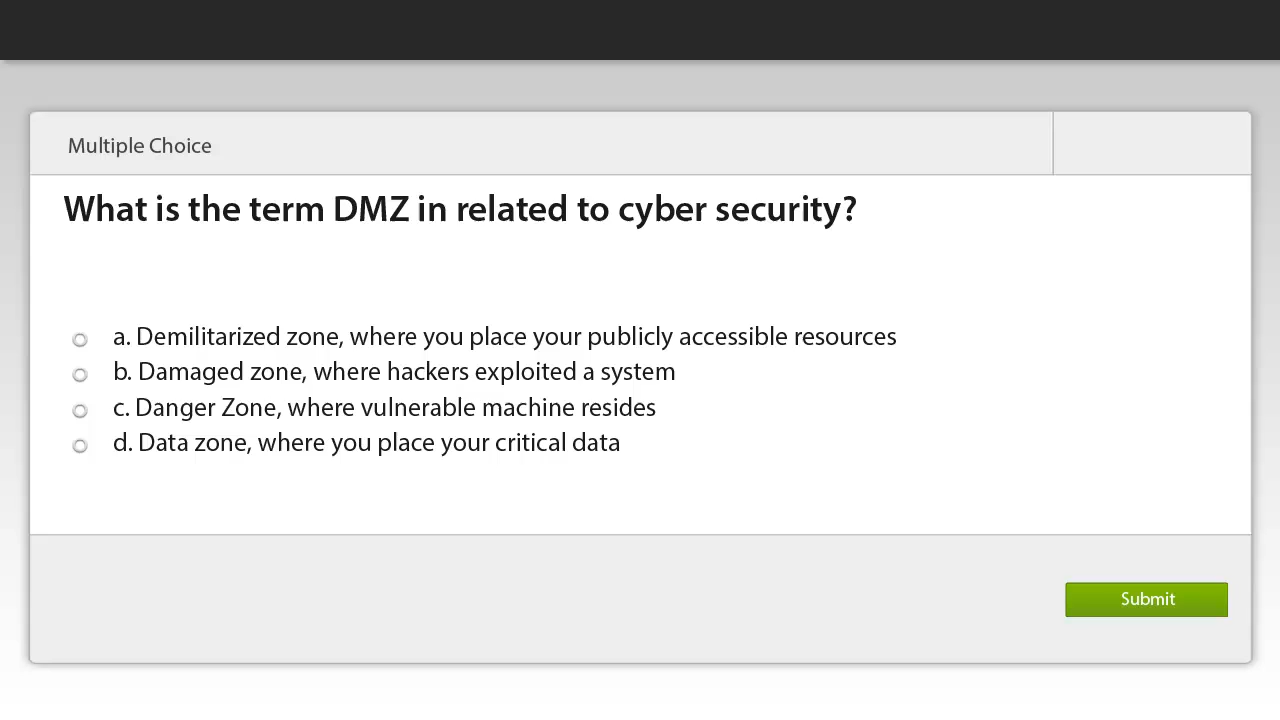 Multiple Choice
What is the term DMZ in related to cyber security?
a. Demilitarized zone, where you place your publicly accessible resources
b. Damaged zone, where hackers exploited a system
c. Danger Zone, where vulnerable machine resides
d. Data zone, where you place your critical data
Submit